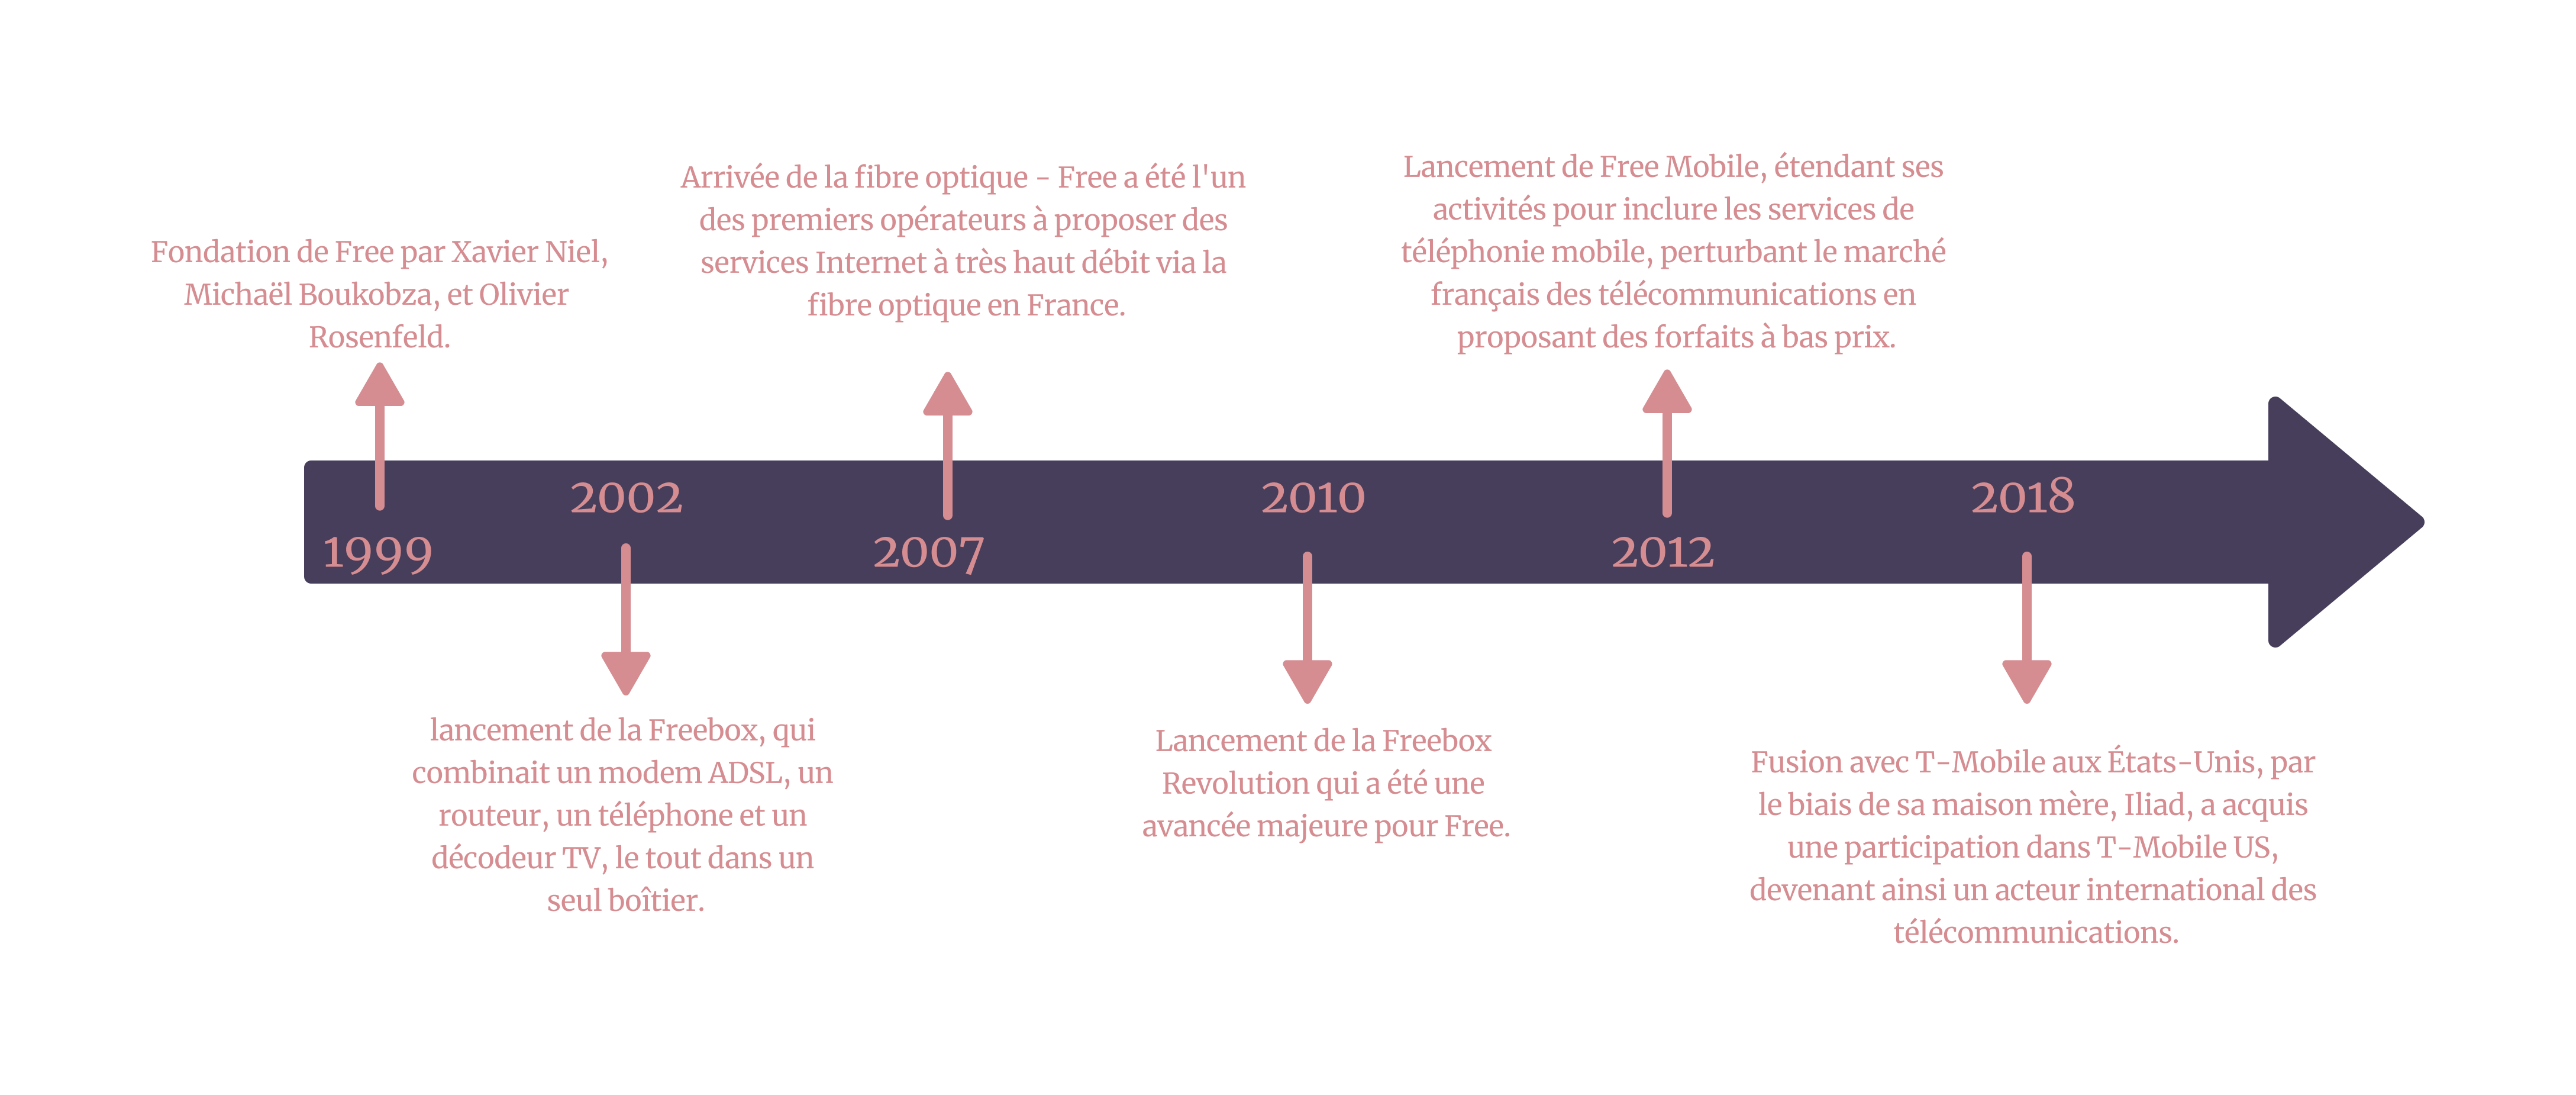 Fondation de Free par Xavier Niel,
Michaël Boukobza, et Olivier
Rosenfeld.
Arrivée de la fibre optique - Free a été l'un
des premiers opérateurs à proposer des
services Internet à très haut débit via la
fibre optique en France.
Lancement de Free Mobile, étendant ses
activités pour inclure les services de
téléphonie mobile, perturbant le marché
français des télécommunications en
proposant des forfaits à bas prix.
1999
2002
2007
2010
2012
2018
lancement de la Freebox, qui
combinait un modem ADSL, un
routeur, un téléphone et un
décodeur TV, le tout dans un
seul boîtier.
Lancement de la Freebox
Revolution qui a été une
avancée majeure pour Free.
Fusion avec T-Mobile aux États-Unis, par
le biais de sa maison mère, Iliad, a acquis
une participation dans T-Mobile US,
devenant ainsi un acteur international des
télécommunications.